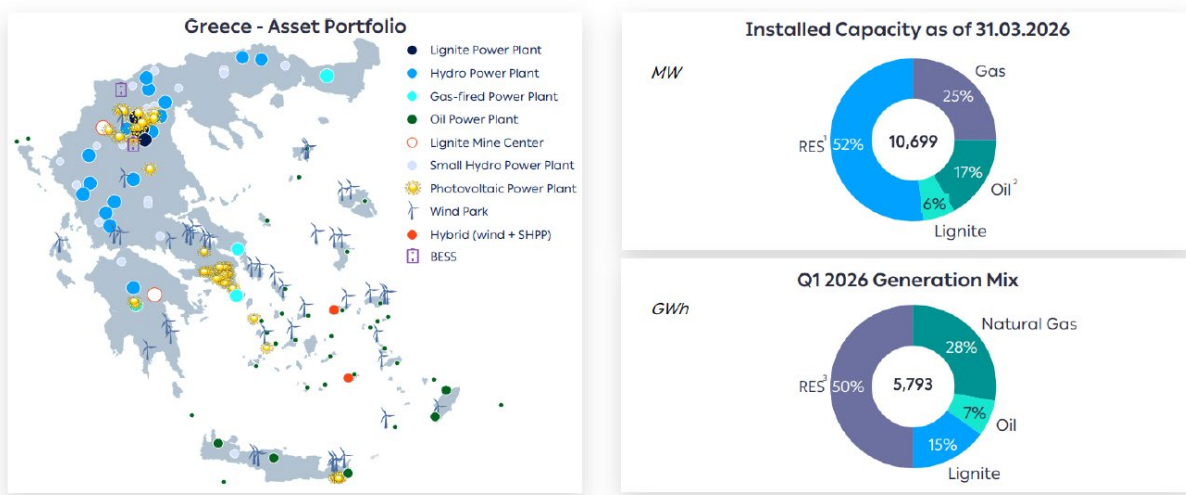 Greece - Asset Portfolio
Lignite Power Plant
Hydro Power Plant
Gas-fired Power Plant
Oil Power Plant
Lignite Mine Center
Small Hydro Power Plant
Photovoltaic Power Plant
Wind Park
Hybrid (wind + SHPP)
BESS
Installed Capacity as of 31.03.2026
MW
Gas
25%
RES¹ 52%
10,699
17%
Oil²
6%
Lignite
Q1 2026 Generation Mix
GWh
Natural Gas
28%
RES³ 50%
5,793
7%
Oil
15%
Lignite